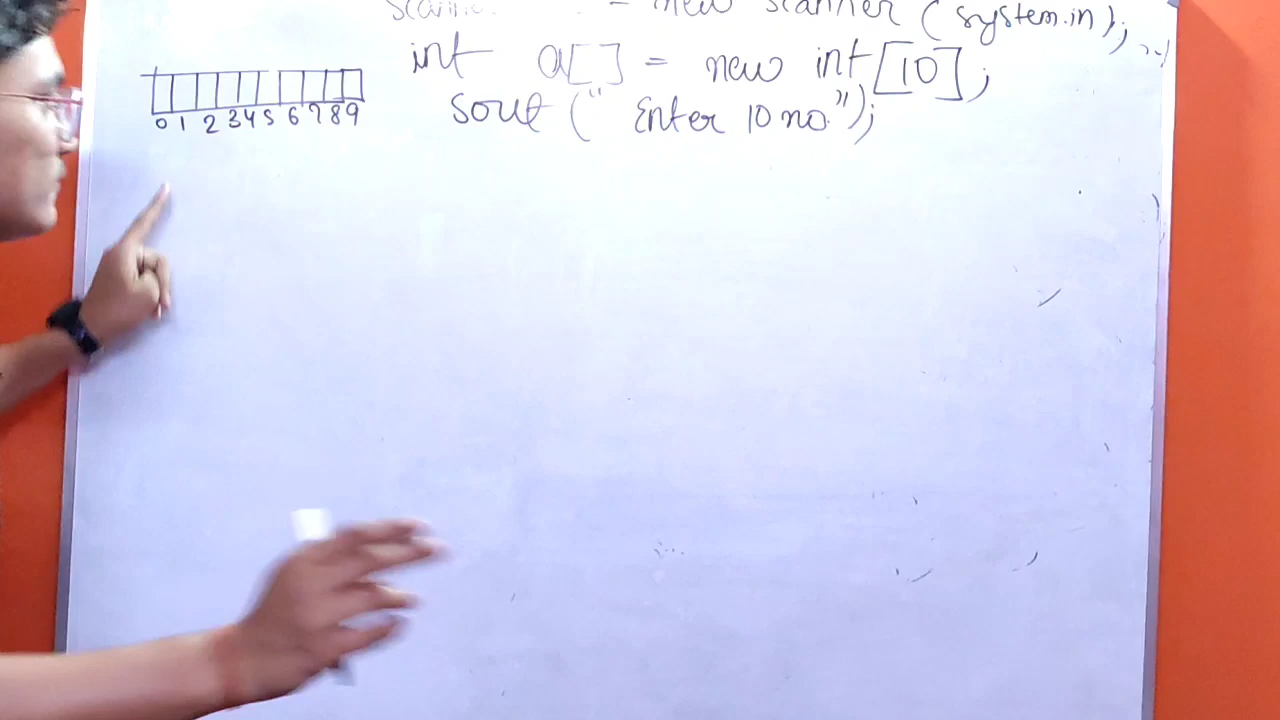 = new Scanner (System.in);
int a[] = new int[10];
sout (" Enter 10 no.");
0 1 2 3 4 5 6 7 8 9